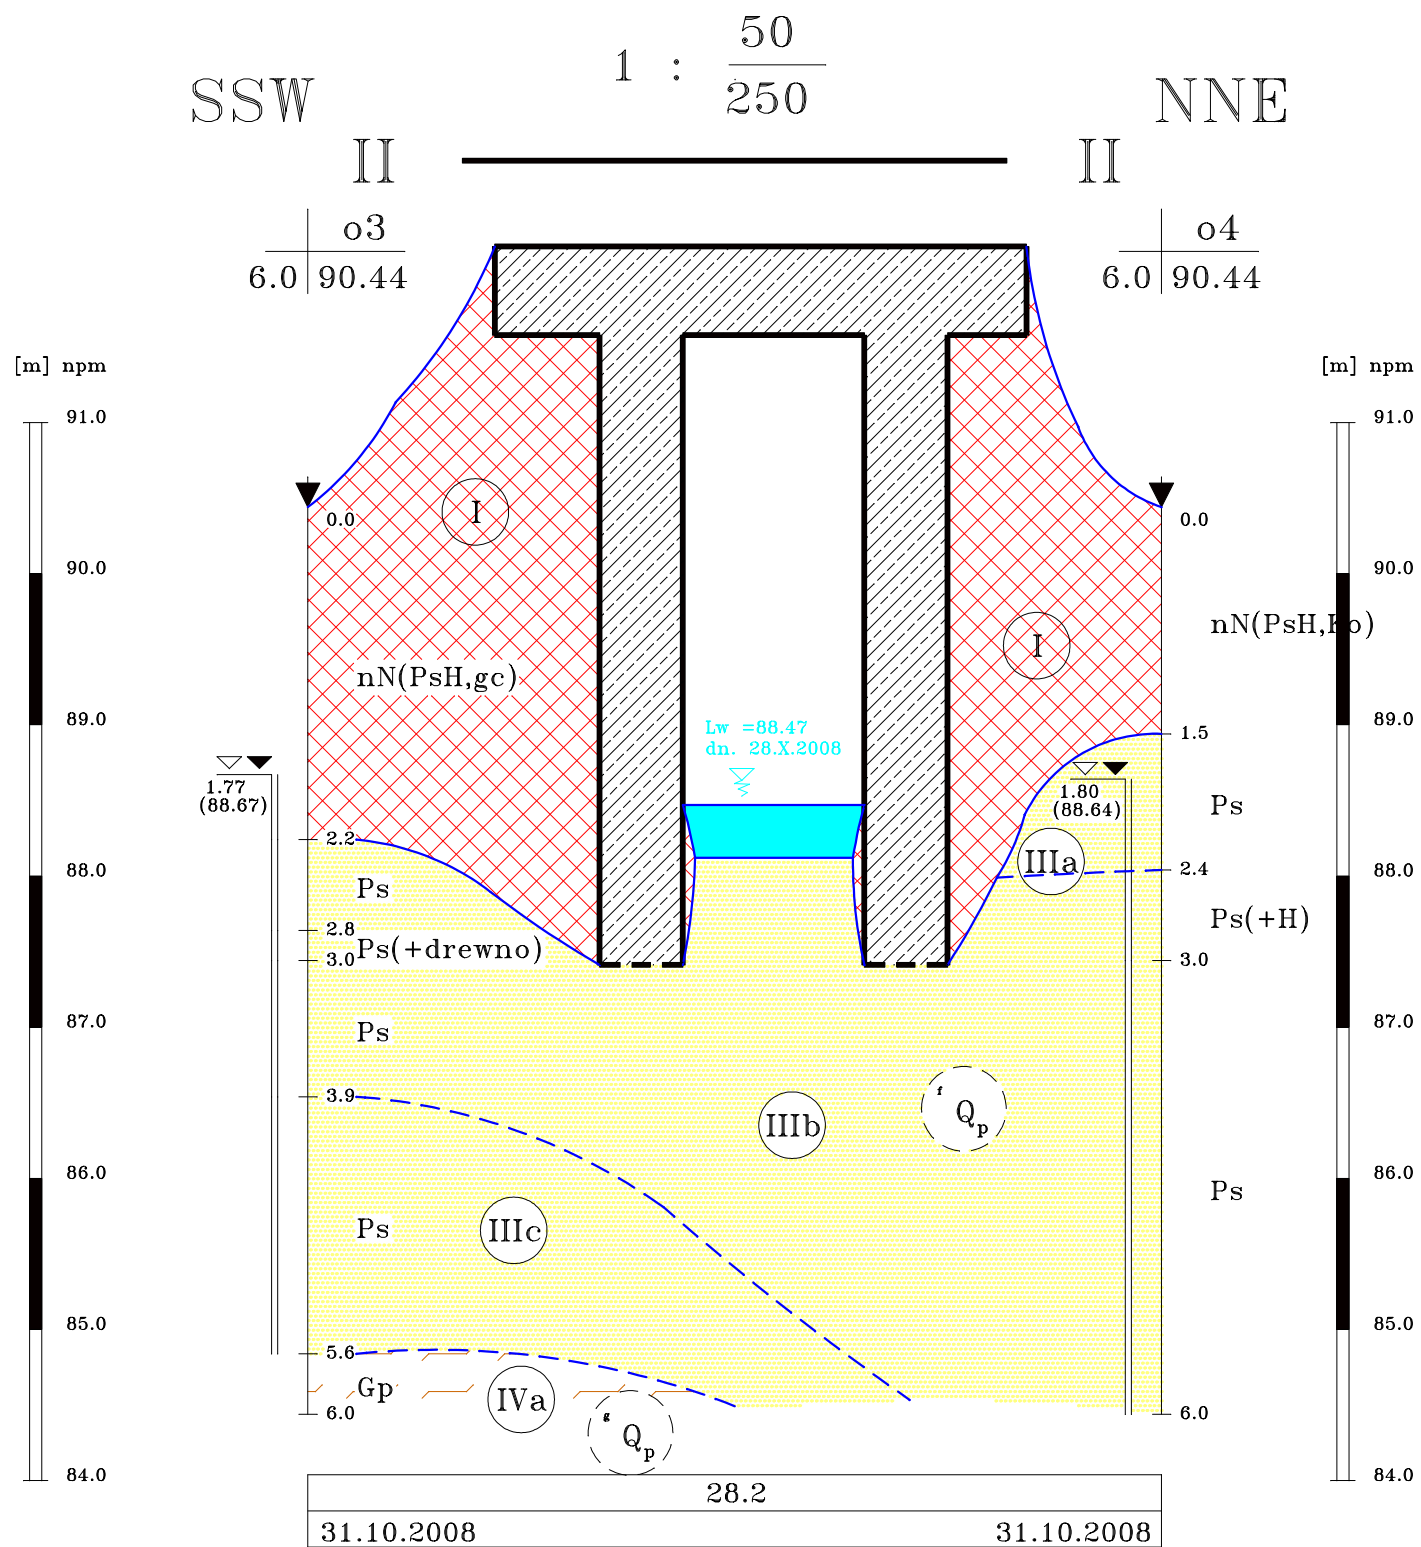 1 : 50
250
SSW NNE
II II
o3 o4
6.0 90.44 6.0 90.44
[m] npm [m] npm
91.0 91.0
I
0.0 0.0
90.0 90.0
nN(PsH,Ko)
I
nN(PsH,gc)
89.0 89.0
Lw =88.47
1.5
dn. 28.X.2008
1.77 1.80
(88.67) (88.64)
Ps
2.2
IIIa
88.0 2.4 88.0
Ps
Ps(+H)
2.8
Ps(+drewno)
3.0 3.0
87.0 87.0
Ps
3.9
f Qp
IIIb
86.0 86.0
Ps
Ps IIIc
85.0 85.0
5.6
Gp IVa
6.0 6.0
g Qp
84.0 84.0
28.2
31.10.2008 31.10.2008